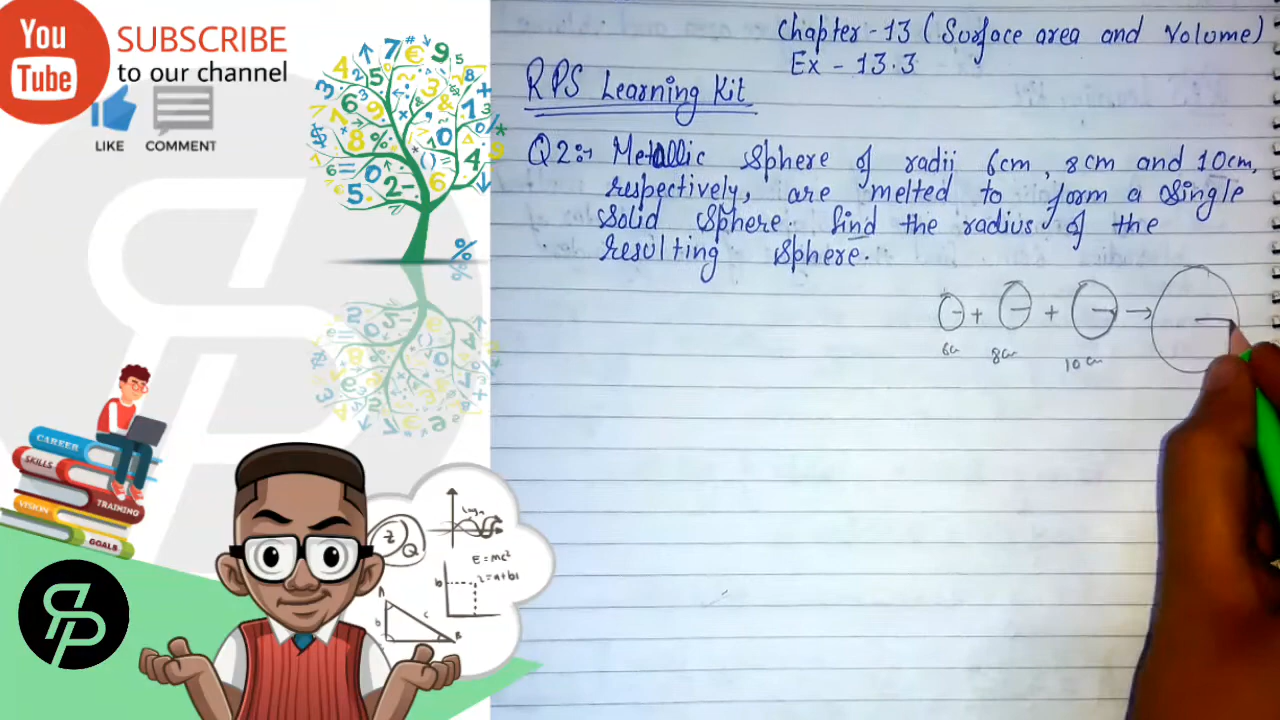 You
Tube
SUBSCRIBE
to our channel
LIKE COMMENT
CAREER
SKILLS
TRAINING
VISION
GOALS
E=mc²
z=a+bi
Chapter-13 (Surface area and Volume)
Ex - 13.3
RPS Learning Kit
Q2:- Metallic Sphere of radii 6cm, 8cm and 10cm,
respectively, are melted to form a single
Solid Sphere. find the radius of the
resulting Sphere.
+ + →
6cm 8cm 10cm